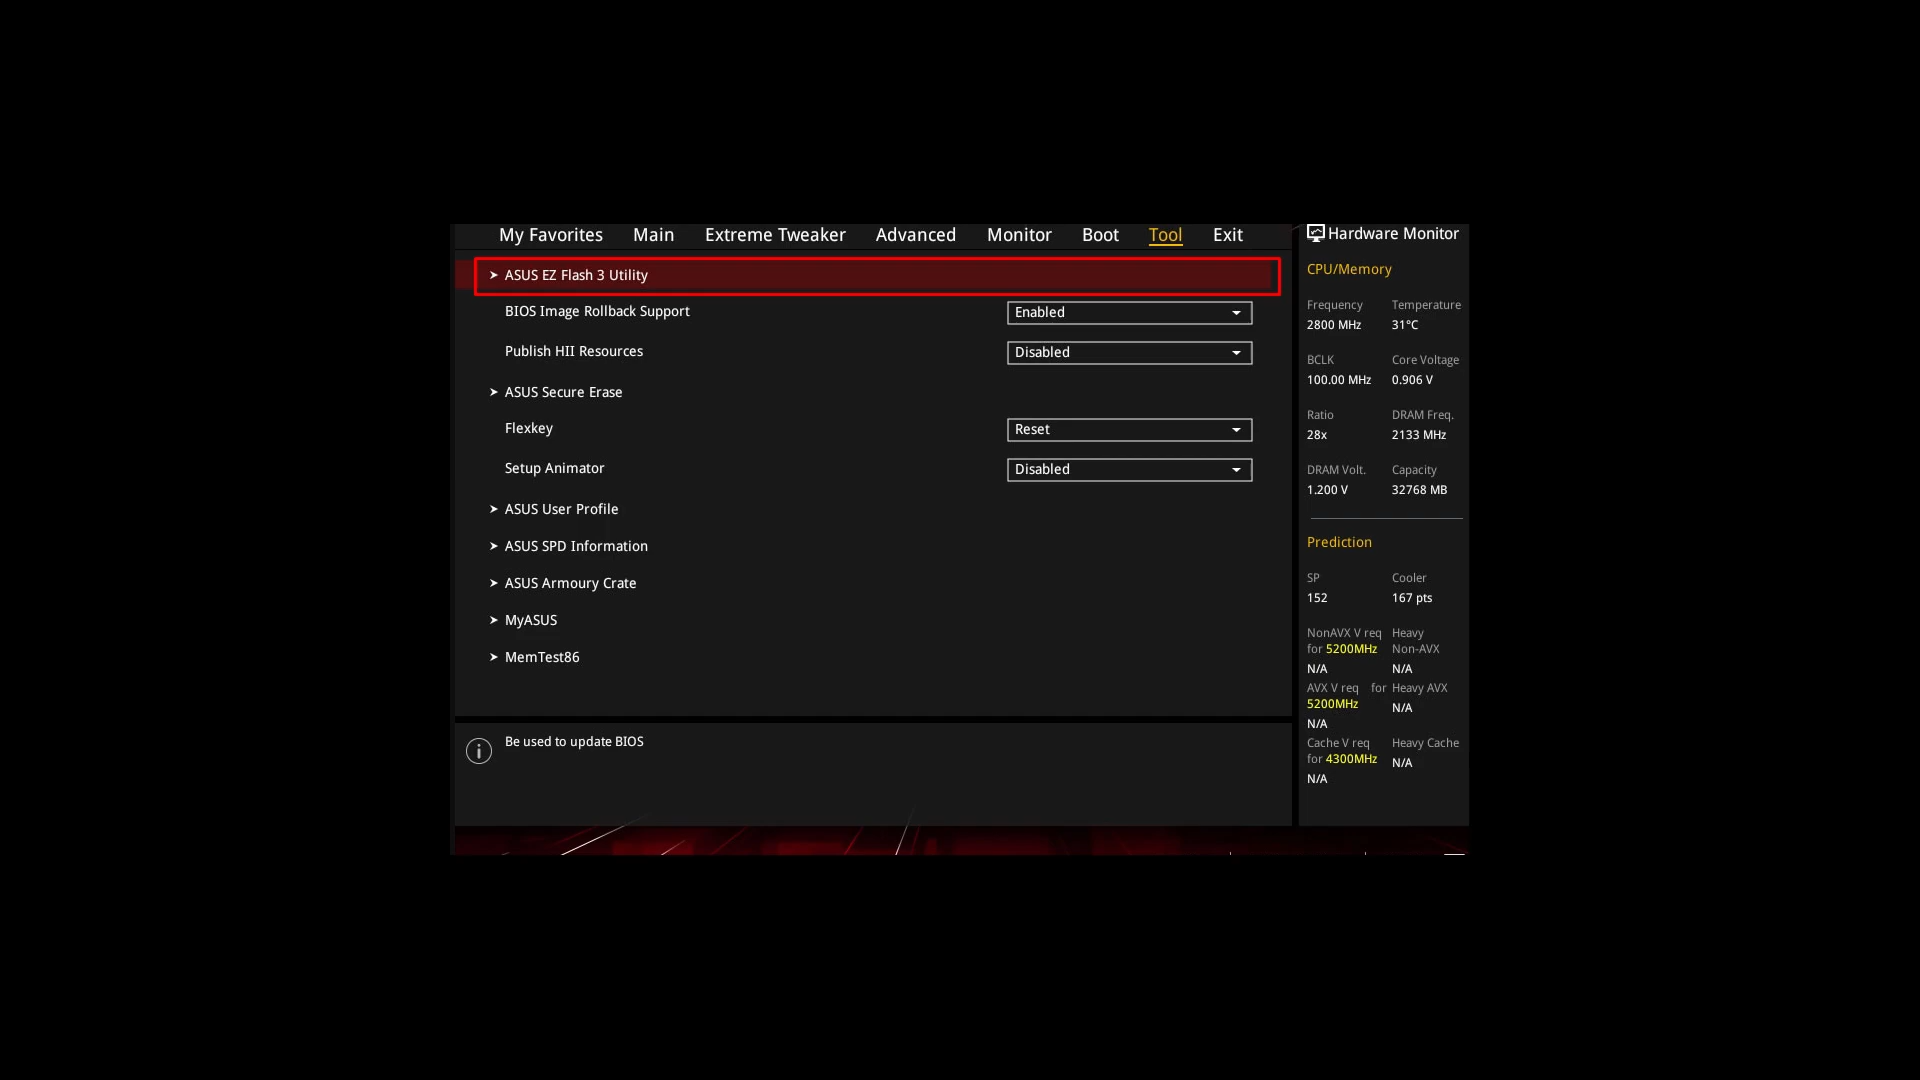 My Favorites Main Extreme Tweaker Advanced Monitor Boot Tool Exit
ASUS EZ Flash 3 Utility
BIOS Image Rollback Support Enabled
Publish HII Resources Disabled
ASUS Secure Erase
Flexkey Reset
Setup Animator Disabled
ASUS User Profile
ASUS SPD Information
ASUS Armoury Crate
MyASUS
MemTest86
Be used to update BIOS
Hardware Monitor
CPU/Memory
Frequency Temperature
2800 MHz 31°C
BCLK Core Voltage
100.00 MHz 0.906 V
Ratio DRAM Freq.
28x 2133 MHz
DRAM Volt. Capacity
1.200 V 32768 MB
Prediction
SP Cooler
152 167 pts
NonAVX V req Heavy
for 5200MHz Non-AVX
N/A N/A
AVX V req for Heavy AVX
5200MHz N/A
N/A
Cache V req Heavy Cache
for 4300MHz N/A
N/A